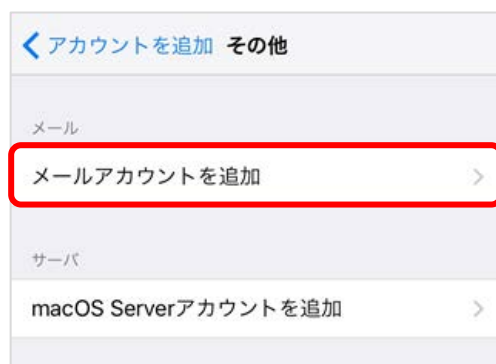 アカウントを追加 その他
メール
メールアカウントを追加
サーバ
macOS Serverアカウントを追加